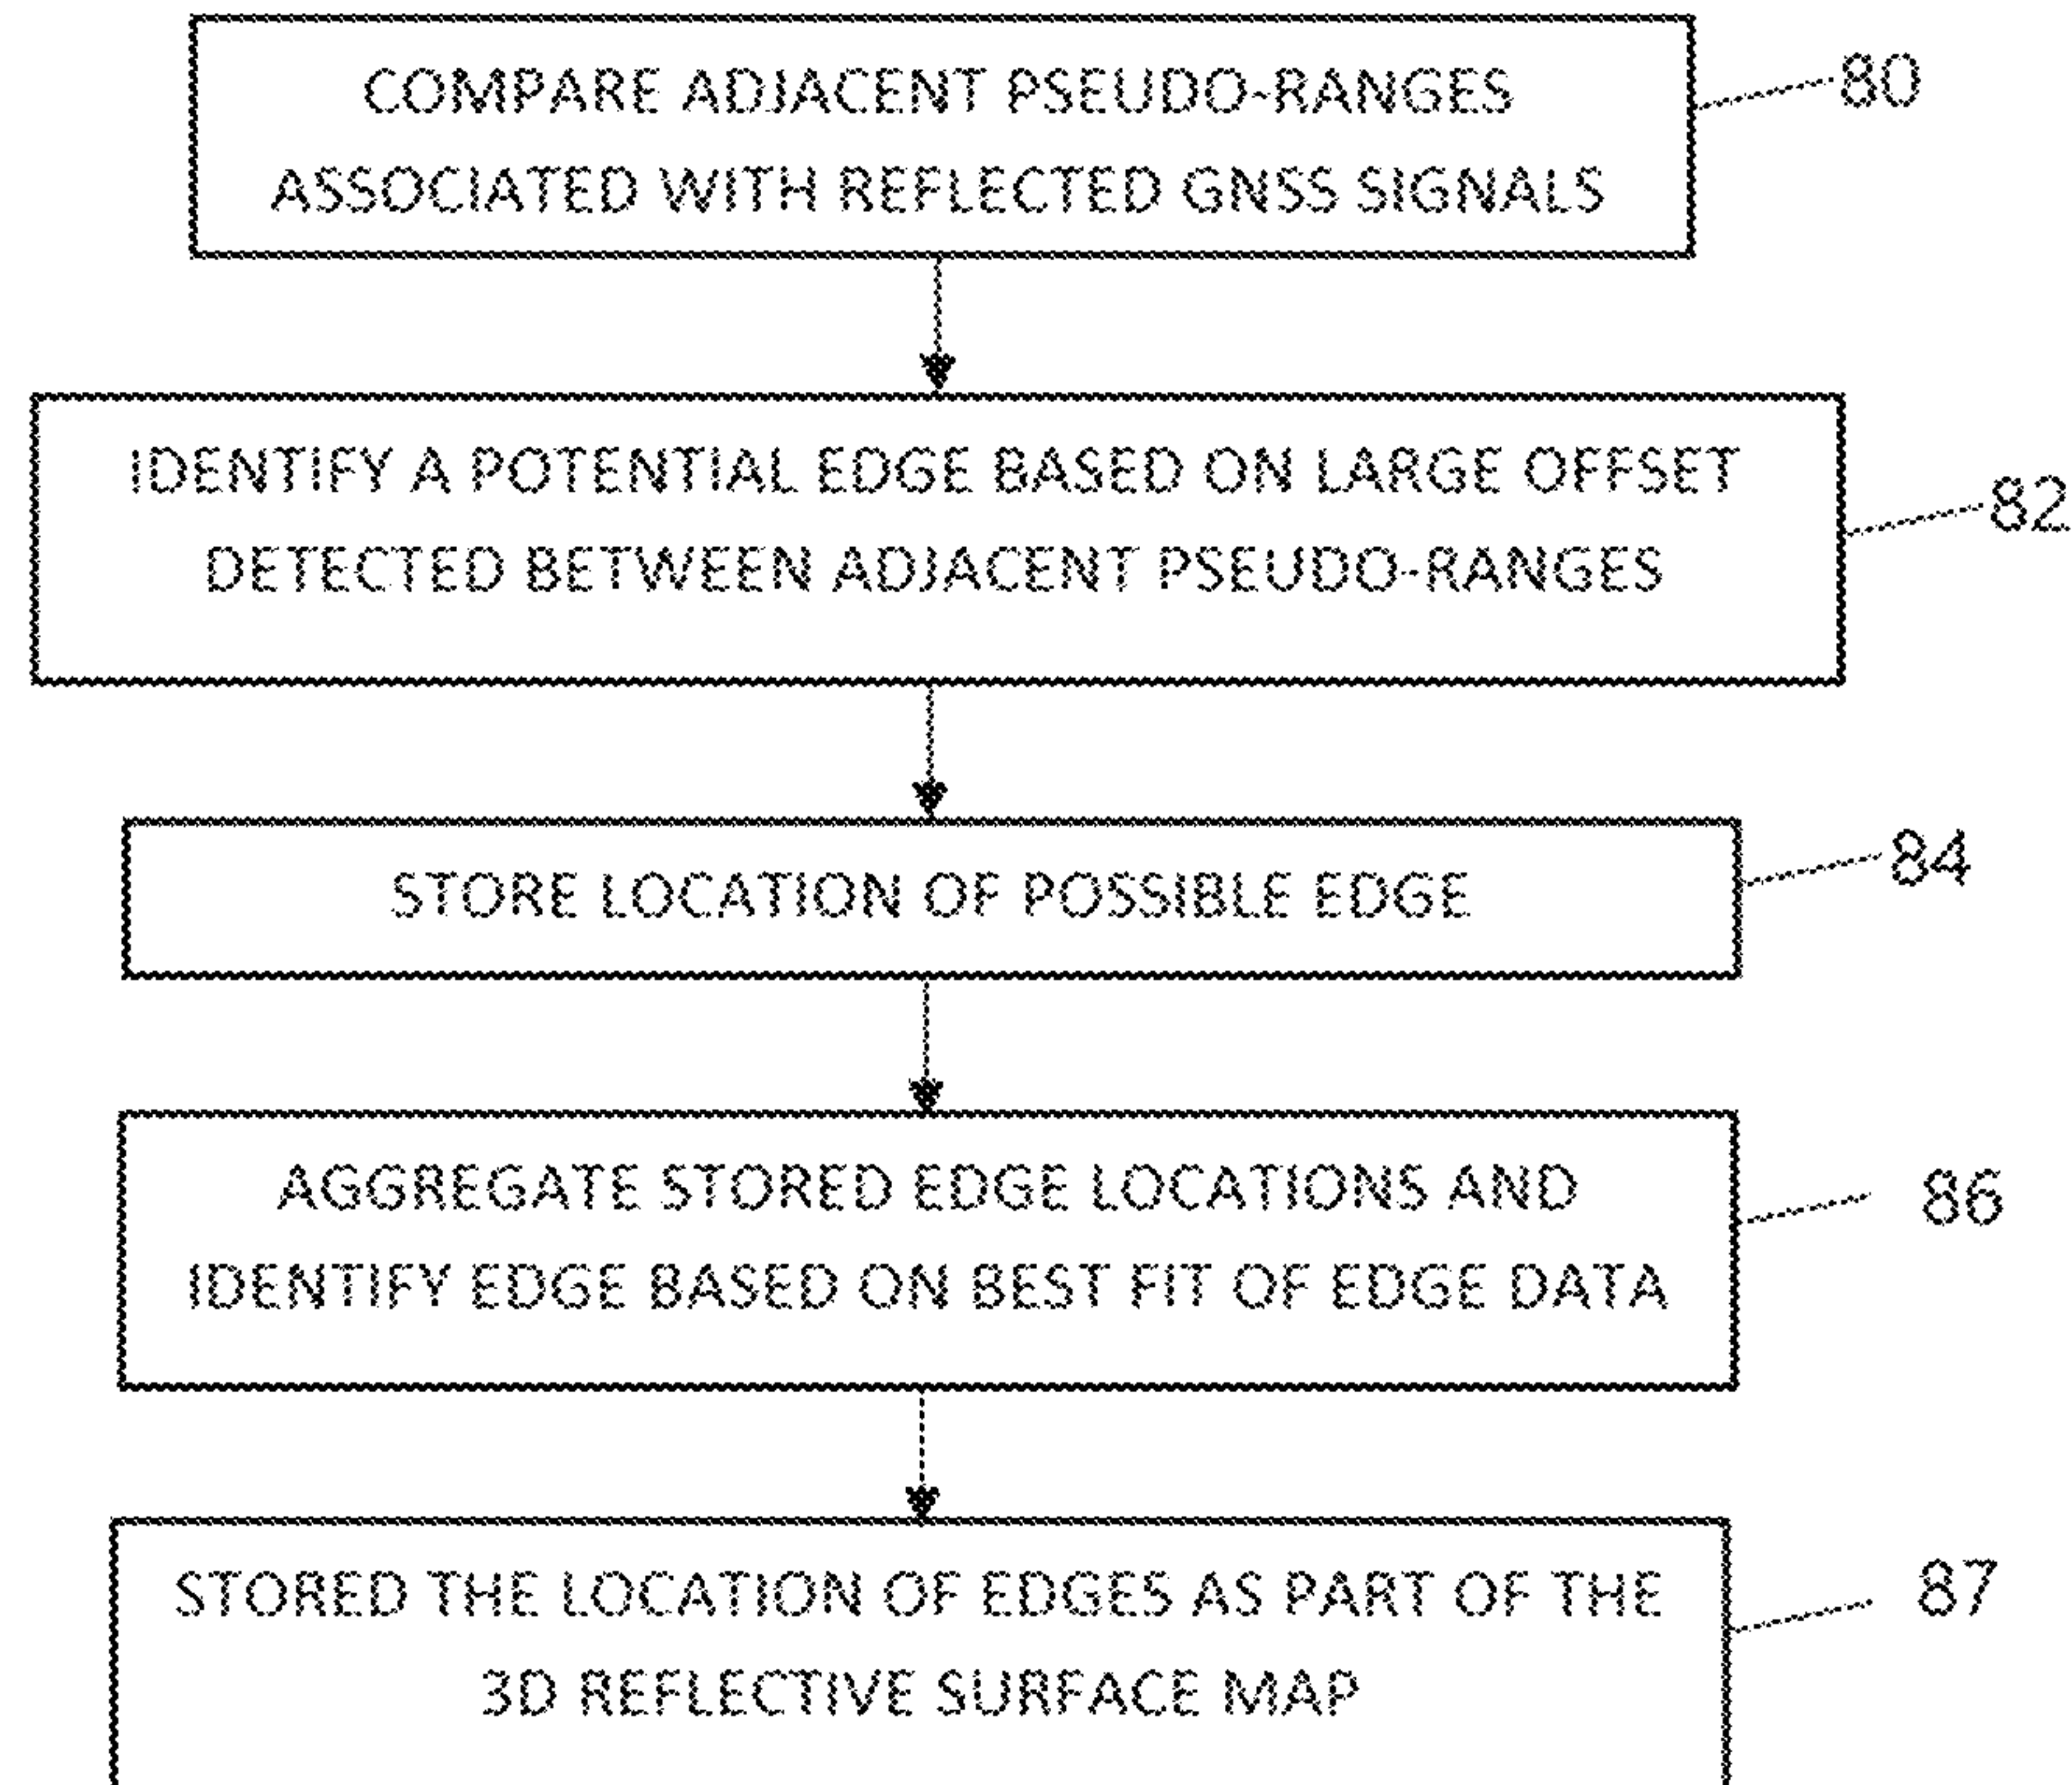 COMPARE ADJACENT PSEUDO-RANGES
ASSOCIATED WITH REFLECTED GNSS SIGNALS
80
IDENTIFY A POTENTIAL EDGE BASED ON LARGE OFFSET
DETECTED BETWEEN ADJACENT PSEUDO-RANGES
82
STORE LOCATION OF POSSIBLE EDGE
84
AGGREGATE STORED EDGE LOCATIONS AND
IDENTIFY EDGE BASED ON BEST FIT OF EDGE DATA
86
STORED THE LOCATION OF EDGES AS PART OF THE
3D REFLECTIVE SURFACE MAP
87